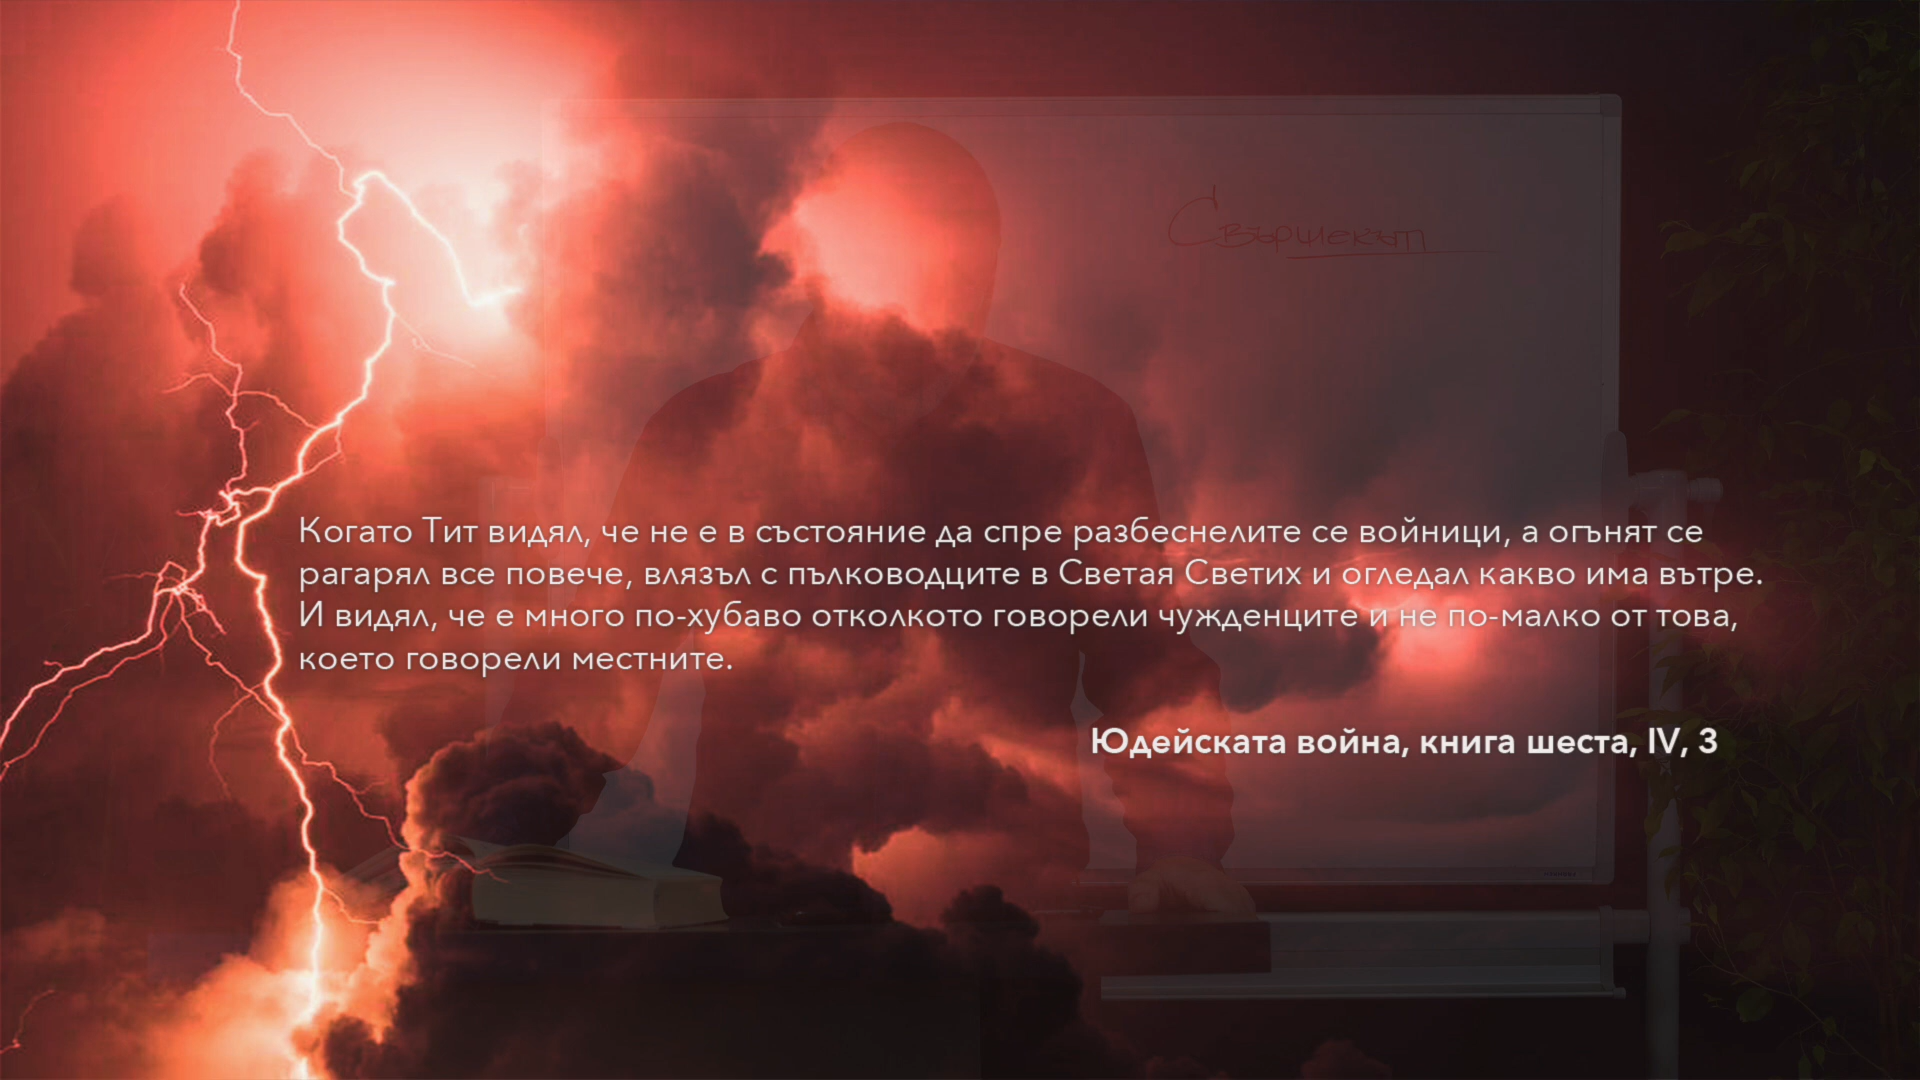 Свършекът
Когато Тит видял, че не е в състояние да спре разбеснелите се войници, а огънят се
рагарял все повече, влязъл с пълководците в Светая Светих и огледал какво има вътре.
И видял, че е много по-хубаво отколкото говорели чужденците и не по-малко от това,
което говорели местните.
Юдейската война, книга шеста, IV, 3